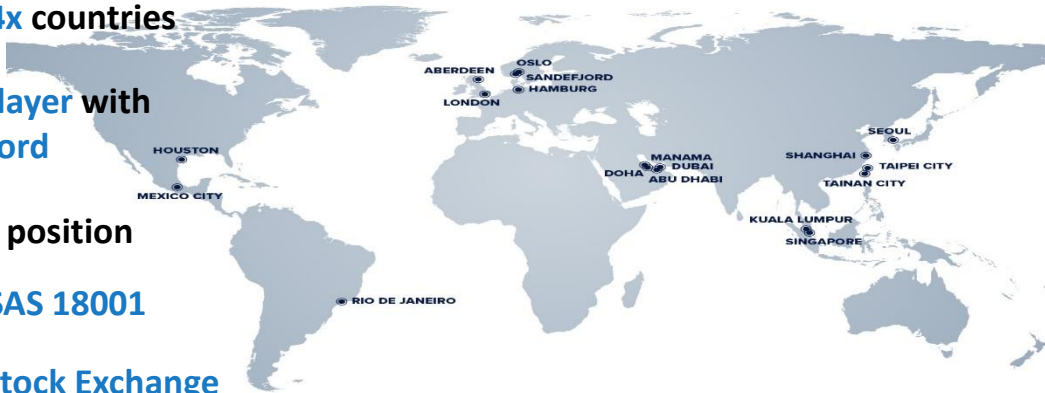 4x countries
layer with
ord
position
SAS 18001
tock Exchange
OSLO
ABERDEEN
SANDEFJORD
HAMBURG
LONDON
SEOUL
HOUSTON
MANAMA
SHANGHAI
DOHA
DUBAI
TAIPEI CITY
ABU DHABI
TAINAN CITY
MEXICO CITY
KUALA LUMPUR
SINGAPORE
RIO DE JANEIRO